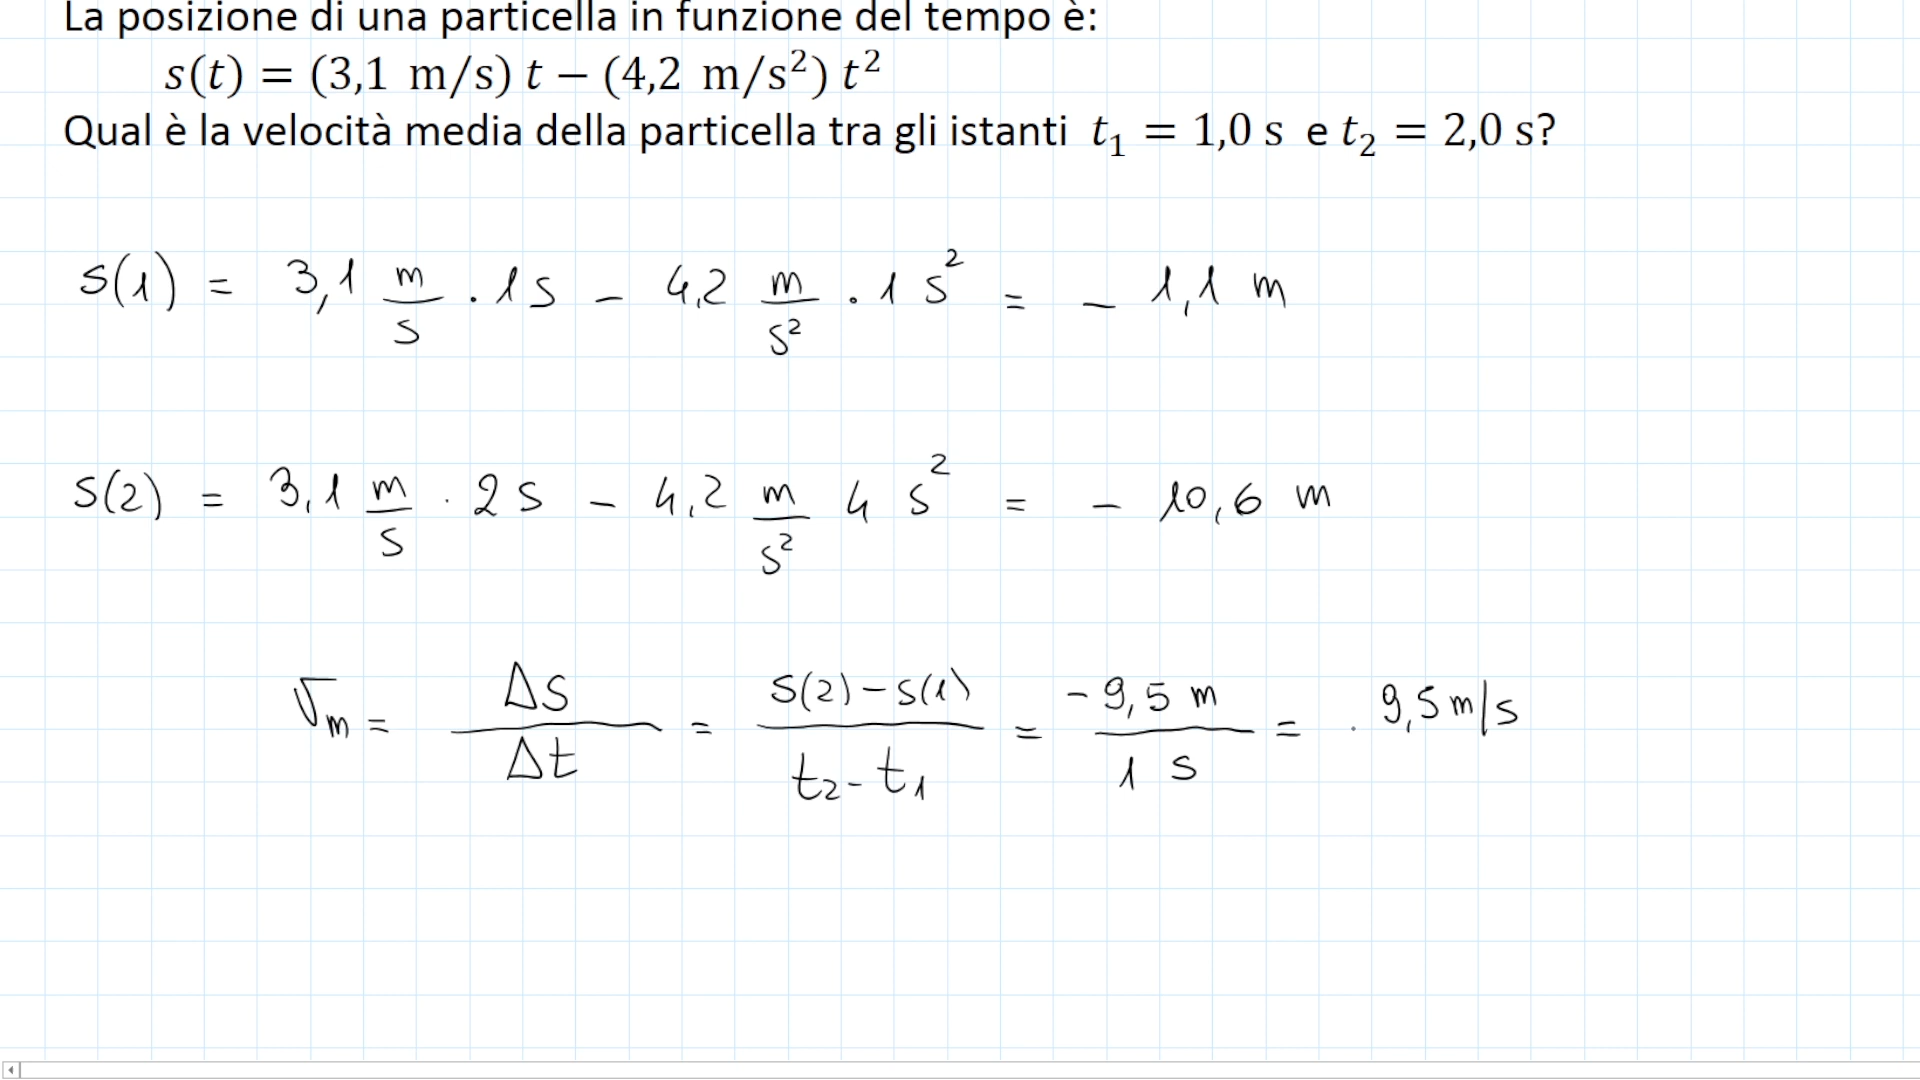 La posizione di una particella in funzione del tempo è:
s(t) = (3,1 m/s) t − (4,2 m/s²) t²
Qual è la velocità media della particella tra gli istanti t₁ = 1,0 s e t₂ = 2,0 s?
s(1) = 3,1 m/s · 1s − 4,2 m/s² · 1 s² = − 1,1 m
s(2) = 3,1 m/s · 2s − 4,2 m/s² 4 s² = − 10,6 m
vₘ = Δs/Δt = (s(2) − s(1))/(t₂ − t₁) = −9,5 m/1 s = · 9,5 m/s